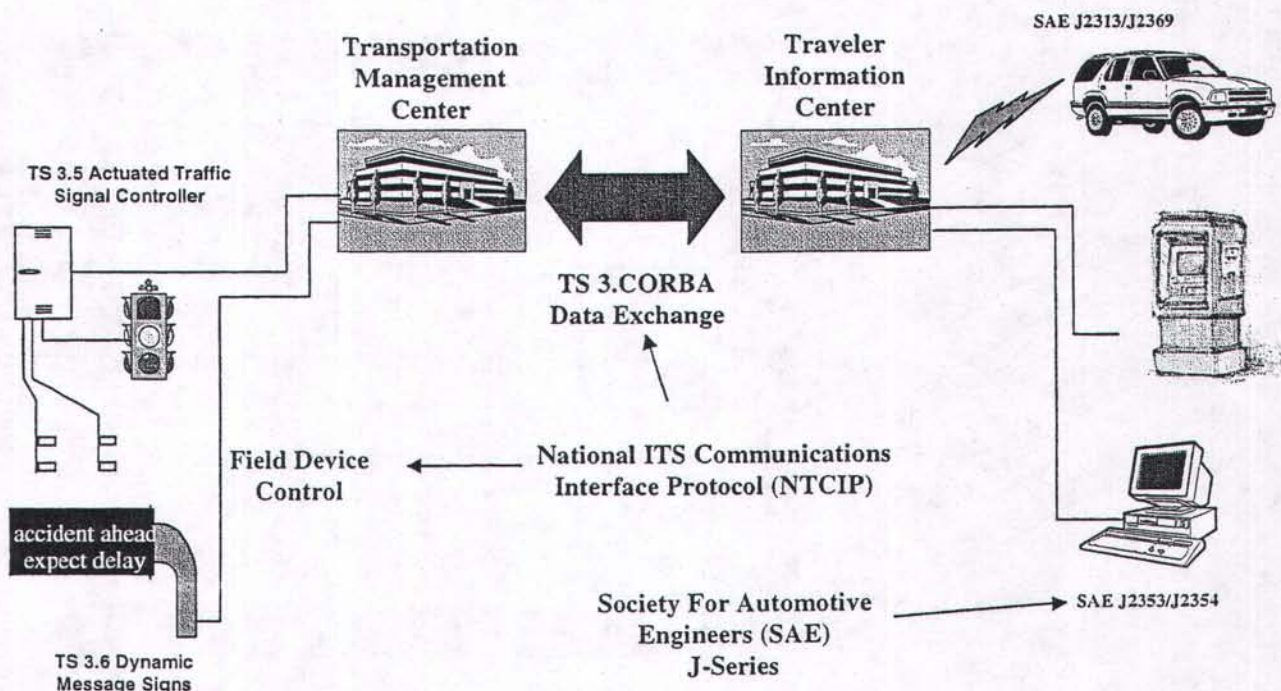 SAE J2313/J2369
Transportation
Management
Center
Traveler
Information
Center
TS 3.5 Actuated Traffic
Signal Controller
TS 3.CORBA
Data Exchange
Field Device
Control
National ITS Communications
Interface Protocol (NTCIP)
accident ahead
expect delay
Society For Automotive
Engineers (SAE)
J-Series
SAE J2353/J2354
TS 3.6 Dynamic
Message Signs